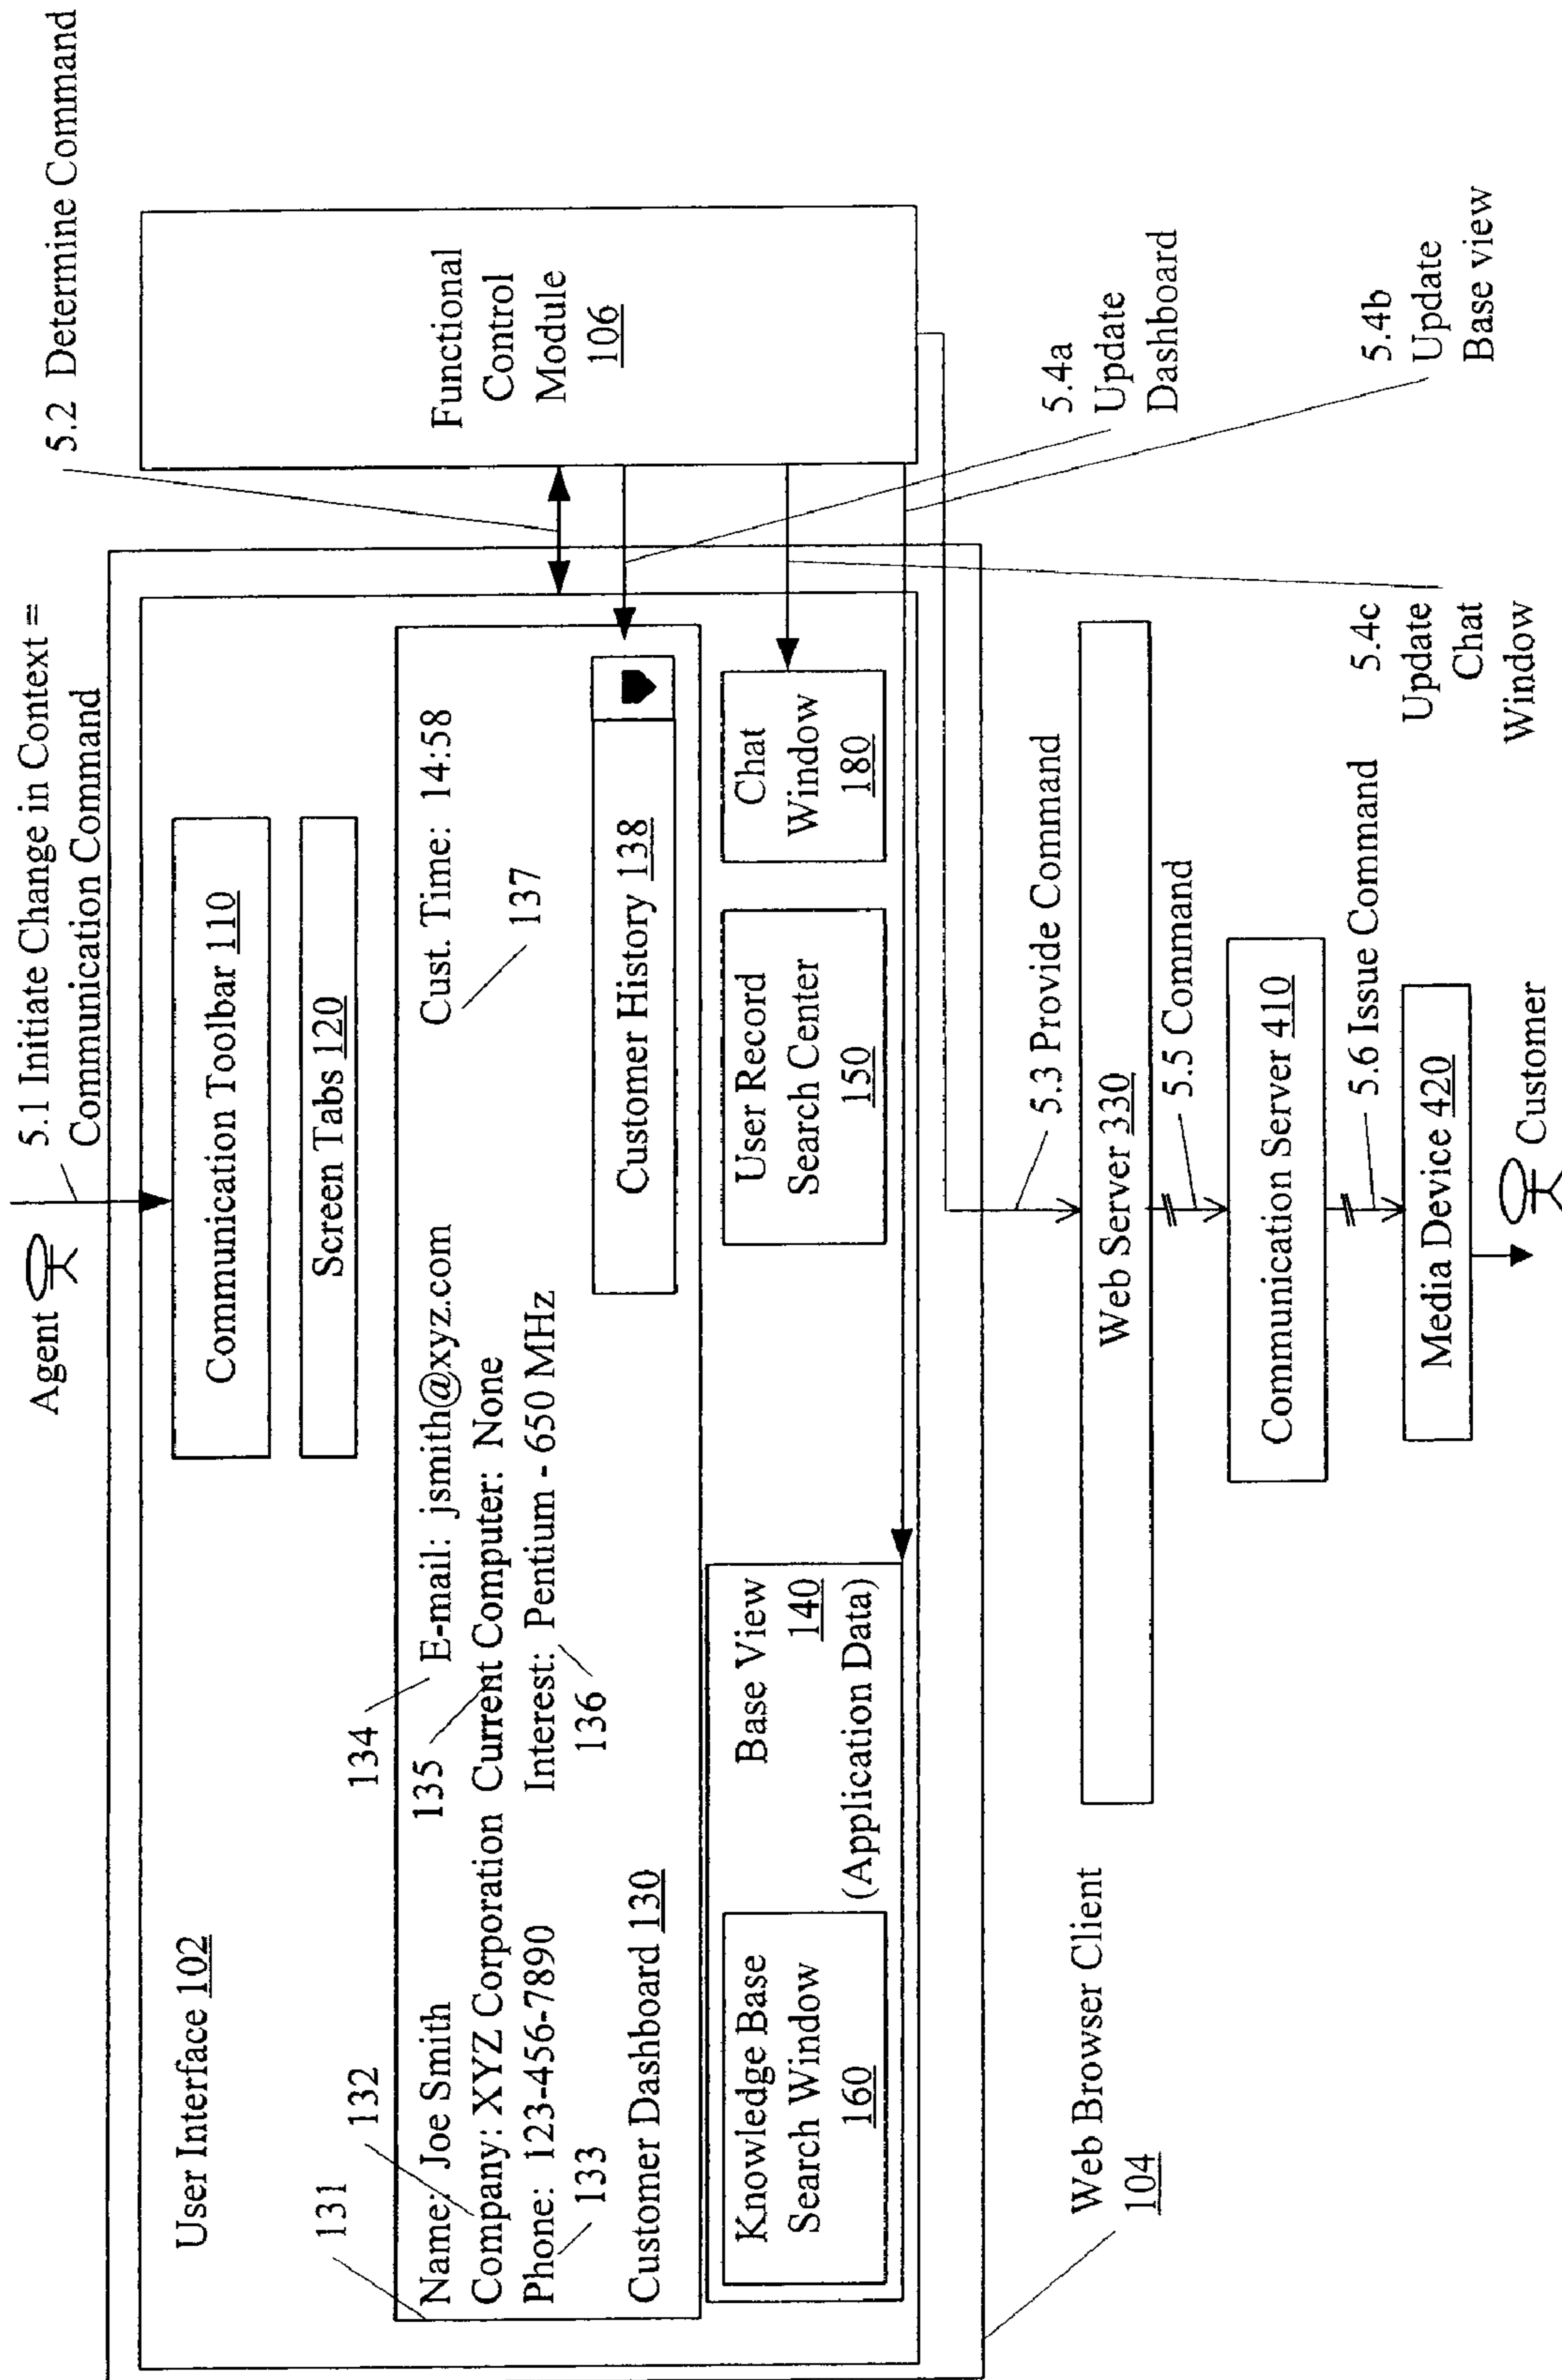 Agent
5.1 Initiate Change in Context =
Communication Command
5.2 Determine Command
User Interface 102
Communication Toolbar 110
Screen Tabs 120
131
132
134
Name: Joe Smith
135
E-mail: jsmith@xyz.com
Cust. Time: 14:58
Company: XYZ Corporation
Current Computer: None
137
Phone: 123-456-7890
Interest: Pentium - 650 MHz
133
136
Customer Dashboard 130
Customer History 138
Functional
Control
Module
106
Knowledge Base
Search Window
160
Base View
140
(Application Data)
User Record
Search Center
150
Chat
Window
180
5.3 Provide Command
5.4a
Update
Dashboard
Web Browser Client
104
Web Server 330
5.5 Command
Communication Server 410
5.4c
Update
Chat
Window
5.4b
Update
Base view
5.6 Issue Command
Media Device 420
Customer